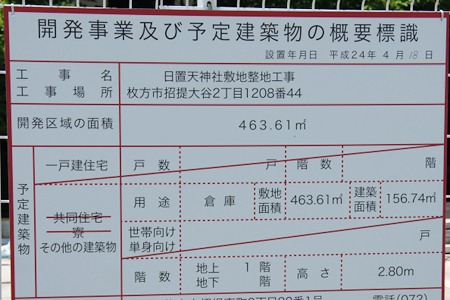 開発事業及び予定建築物の概要標識
設置年月日 平成24年 4月 18日
工事名 日置天神社敷地整地工事
工事場所 枚方市招提大谷2丁目1208番44
開発区域の面積 463.61㎡
予定建築物
一戸建住宅 戸数 戸 階数 階
共同住宅
寮
その他の建築物
用途 倉庫 敷地面積 463.61㎡ 建築面積 156.74㎡
世帯向け
単身向け 戸
階数 地上 1階 地下 階 高さ 2.80m
電話(072)